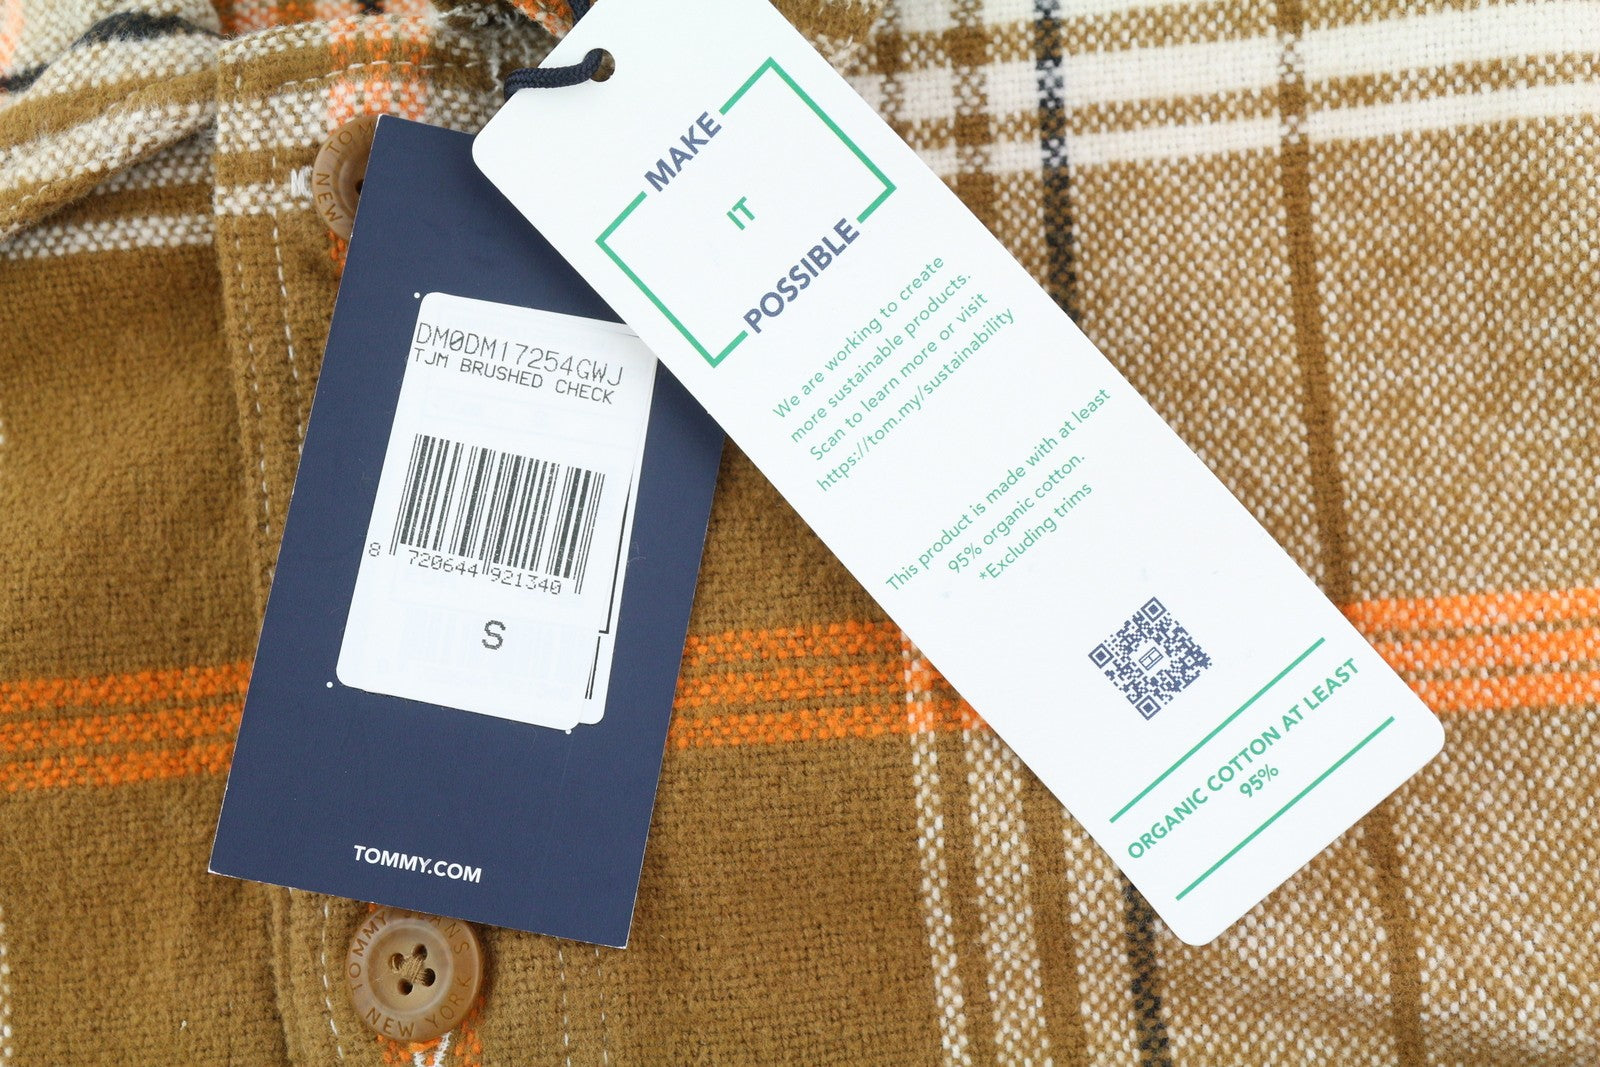 NEW TOM
DM0DM17254GWJ
TJM BRUSHED CHECK
8 720644 921340
S
TOMMY.COM
MAKE
IT
POSSIBLE
We are working to create
more sustainable products.
Scan to learn more or visit
https://tom.my/sustainability
This product is made with at least
95% organic cotton.
*Excluding trims
ORGANIC COTTON AT LEAST
95%
TOMMY JEANS
NEW YORK